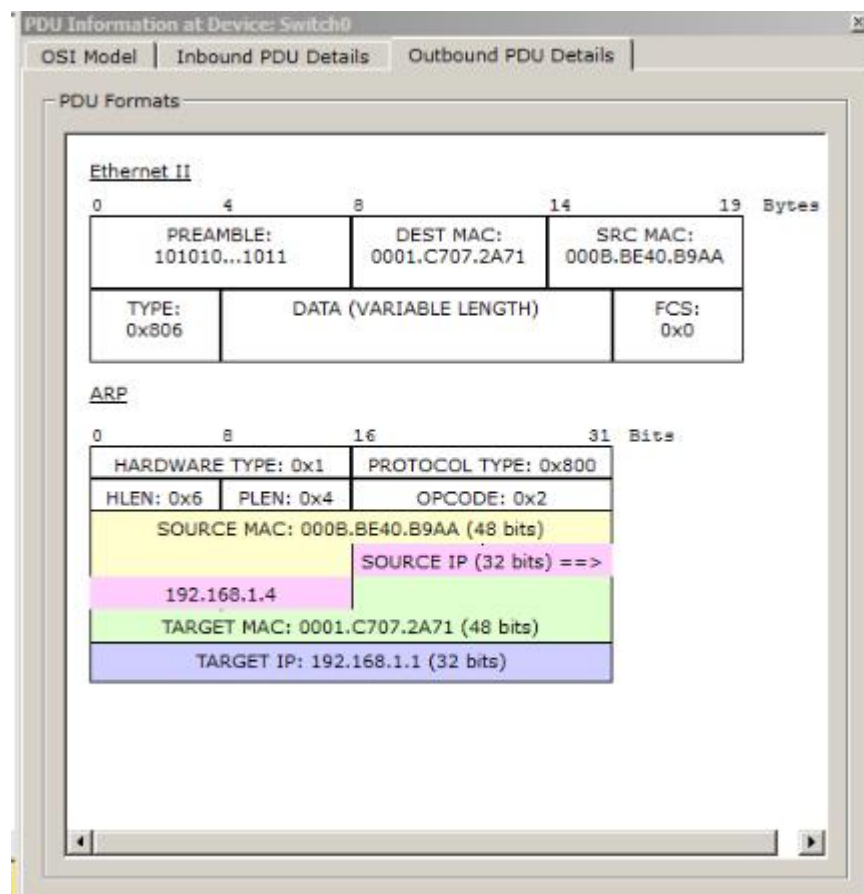 PDU Information at Device: Switch0
OSI Model Inbound PDU Details Outbound PDU Details
PDU Formats
Ethernet II
0 4 8 14 19 Bytes
PREAMBLE: DEST MAC: SRC MAC:
101010...1011 0001.C707.2A71 000B.BE40.B9AA
TYPE: DATA (VARIABLE LENGTH) FCS:
0x806 0x0
ARP
0 8 16 31 Bits
HARDWARE TYPE: 0x1 PROTOCOL TYPE: 0x800
HLEN: 0x6 PLEN: 0x4 OPCODE: 0x2
SOURCE MAC: 000B.BE40.B9AA (48 bits)
SOURCE IP (32 bits) ==>
192.168.1.4
TARGET MAC: 0001.C707.2A71 (48 bits)
TARGET IP: 192.168.1.1 (32 bits)